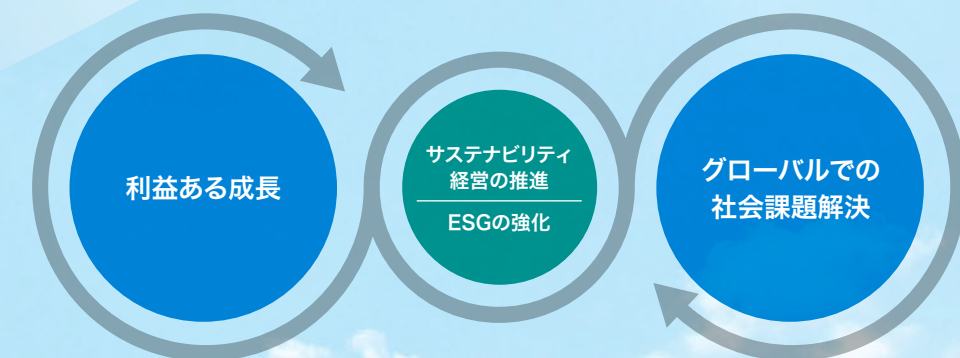 利益ある成長
サステナビリティ
経営の推進
ESGの強化
グローバルでの
社会課題解決